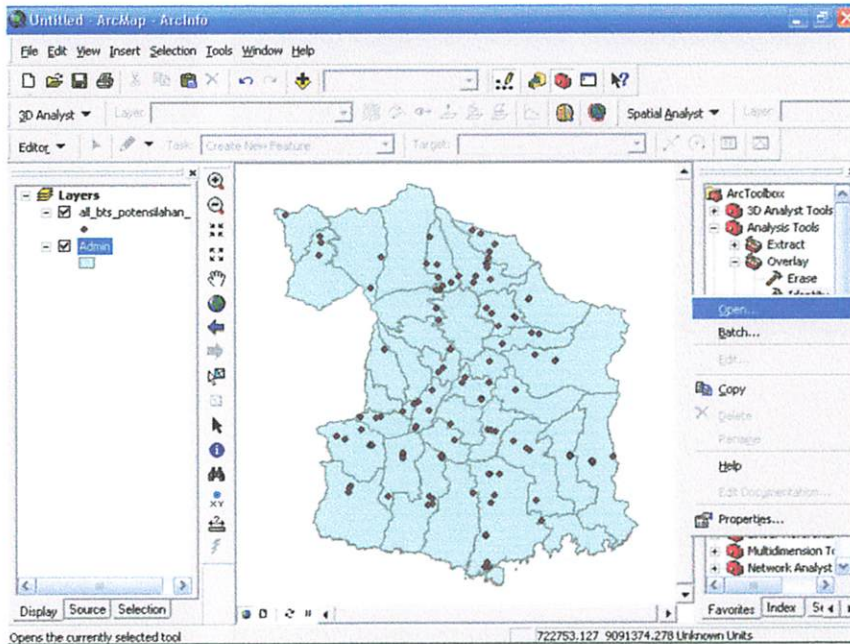 Untitled - ArcMap - ArcInfo
File Edit View Insert Selection Tools Window Help
3D Analyst Layer: Spatial Analyst Layer:
Editor Task: Create New Feature Target:
Layers
all_bts_potensilahan_
Admin
ArcToolbox
3D Analyst Tools
Analysis Tools
Extract
Overlay
Erase
Open...
Batch...
Edit...
Copy
Delete
Rename
Help
Edit Documentation...
Properties...
Multidimension To
Network Analyst
XY
Display Source Selection
Favorites Index
Opens the currently selected tool
722753.127 9091374.278 Unknown Units